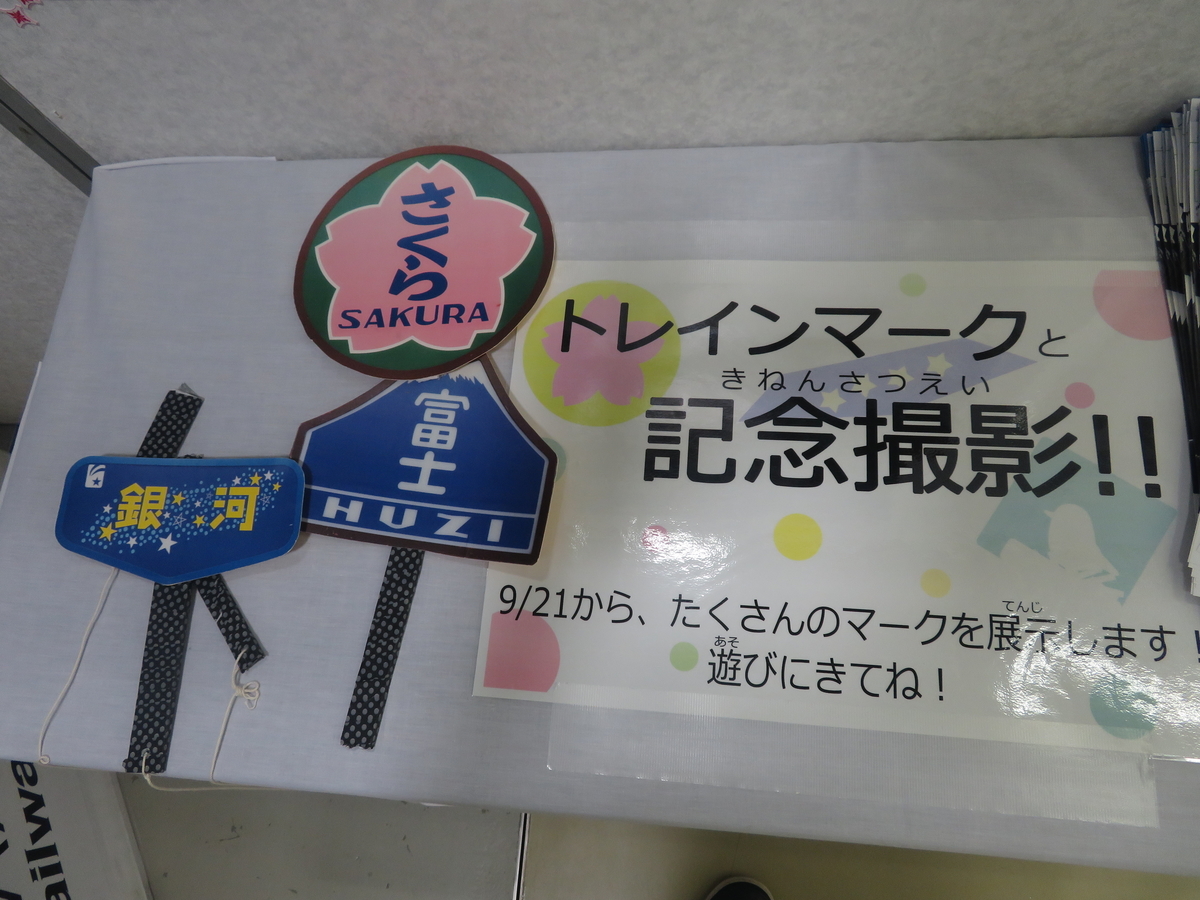 さくら
SAKURA
富士
HUZI
銀河
トレインマークと
きねんさつえい
記念撮影!!
てんじ
9/21から、たくさんのマークを展示します！
あそ
遊びにきてね！
ailwa